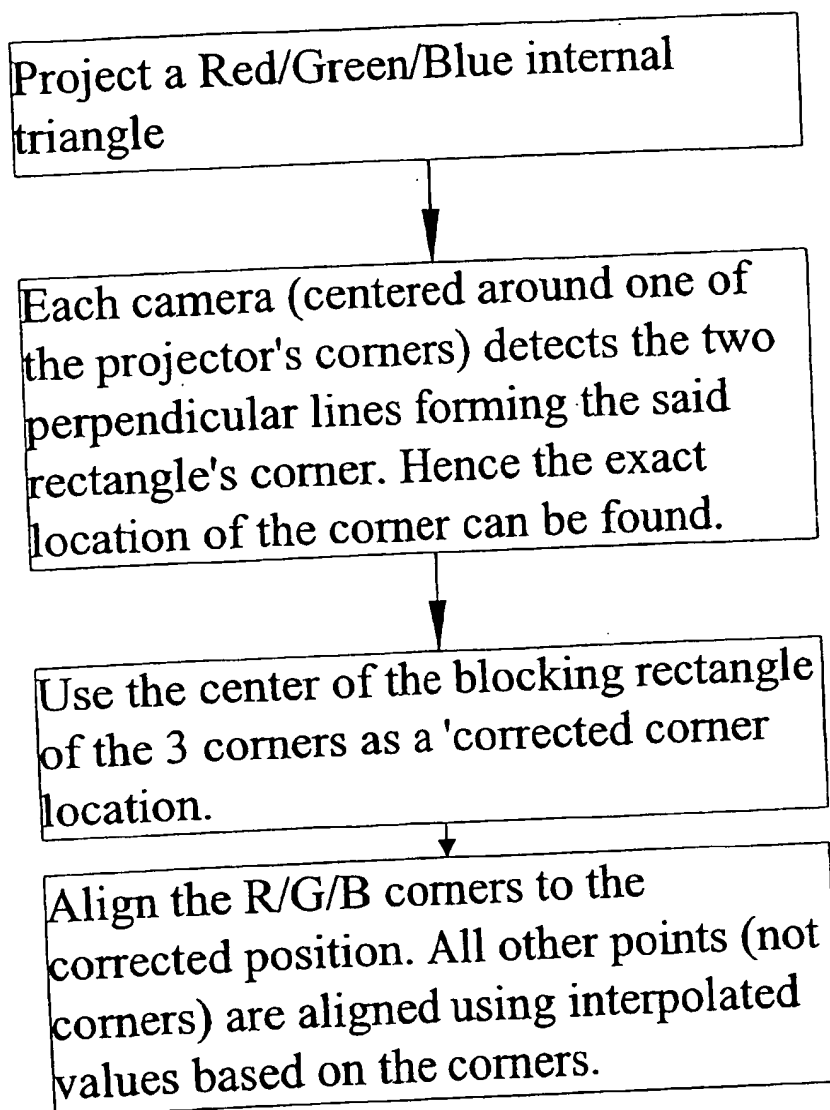 Project a Red/Green/Blue internal
triangle
Each camera (centered around one of
the projector's corners) detects the two
perpendicular lines forming the said
rectangle's corner. Hence the exact
location of the corner can be found.
Use the center of the blocking rectangle
of the 3 corners as a 'corrected corner
location.
Align the R/G/B corners to the
corrected position. All other points (not
corners) are aligned using interpolated
values based on the corners.